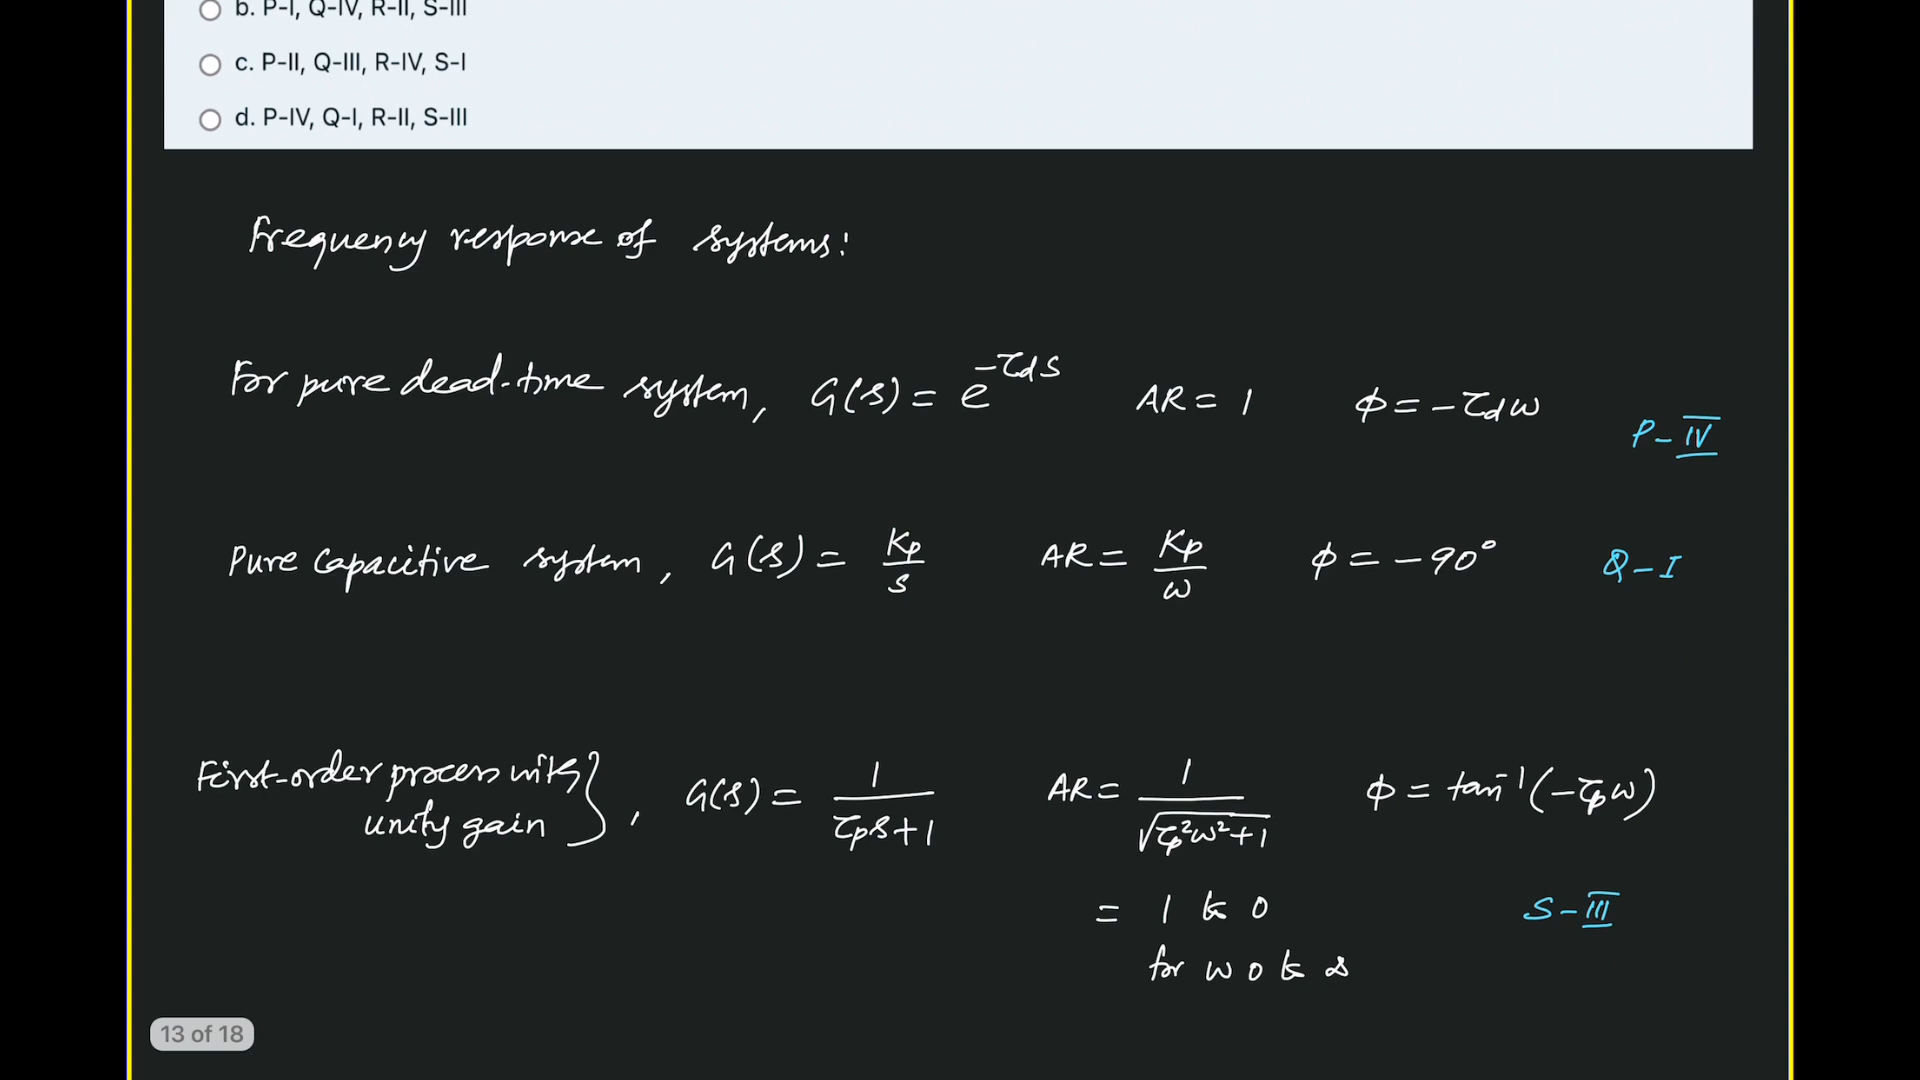 b. P-I, Q-IV, R-II, S-III
c. P-II, Q-III, R-IV, S-I
d. P-IV, Q-I, R-II, S-III
Frequency response of systems:
For pure dead-time system, G(s) = e^{-τds} AR = 1 φ = -τdω
P-IV
Pure Capacitive system, G(s) = Kp/s AR = Kp/ω φ = -90° Q-I
First-order process with unity gain}, G(s) = 1/(τps+1) AR = 1/√(τp²ω²+1) φ = tan⁻¹(-τpω)
= 1 to 0 S-III
for ω 0 to ∞
13 of 18